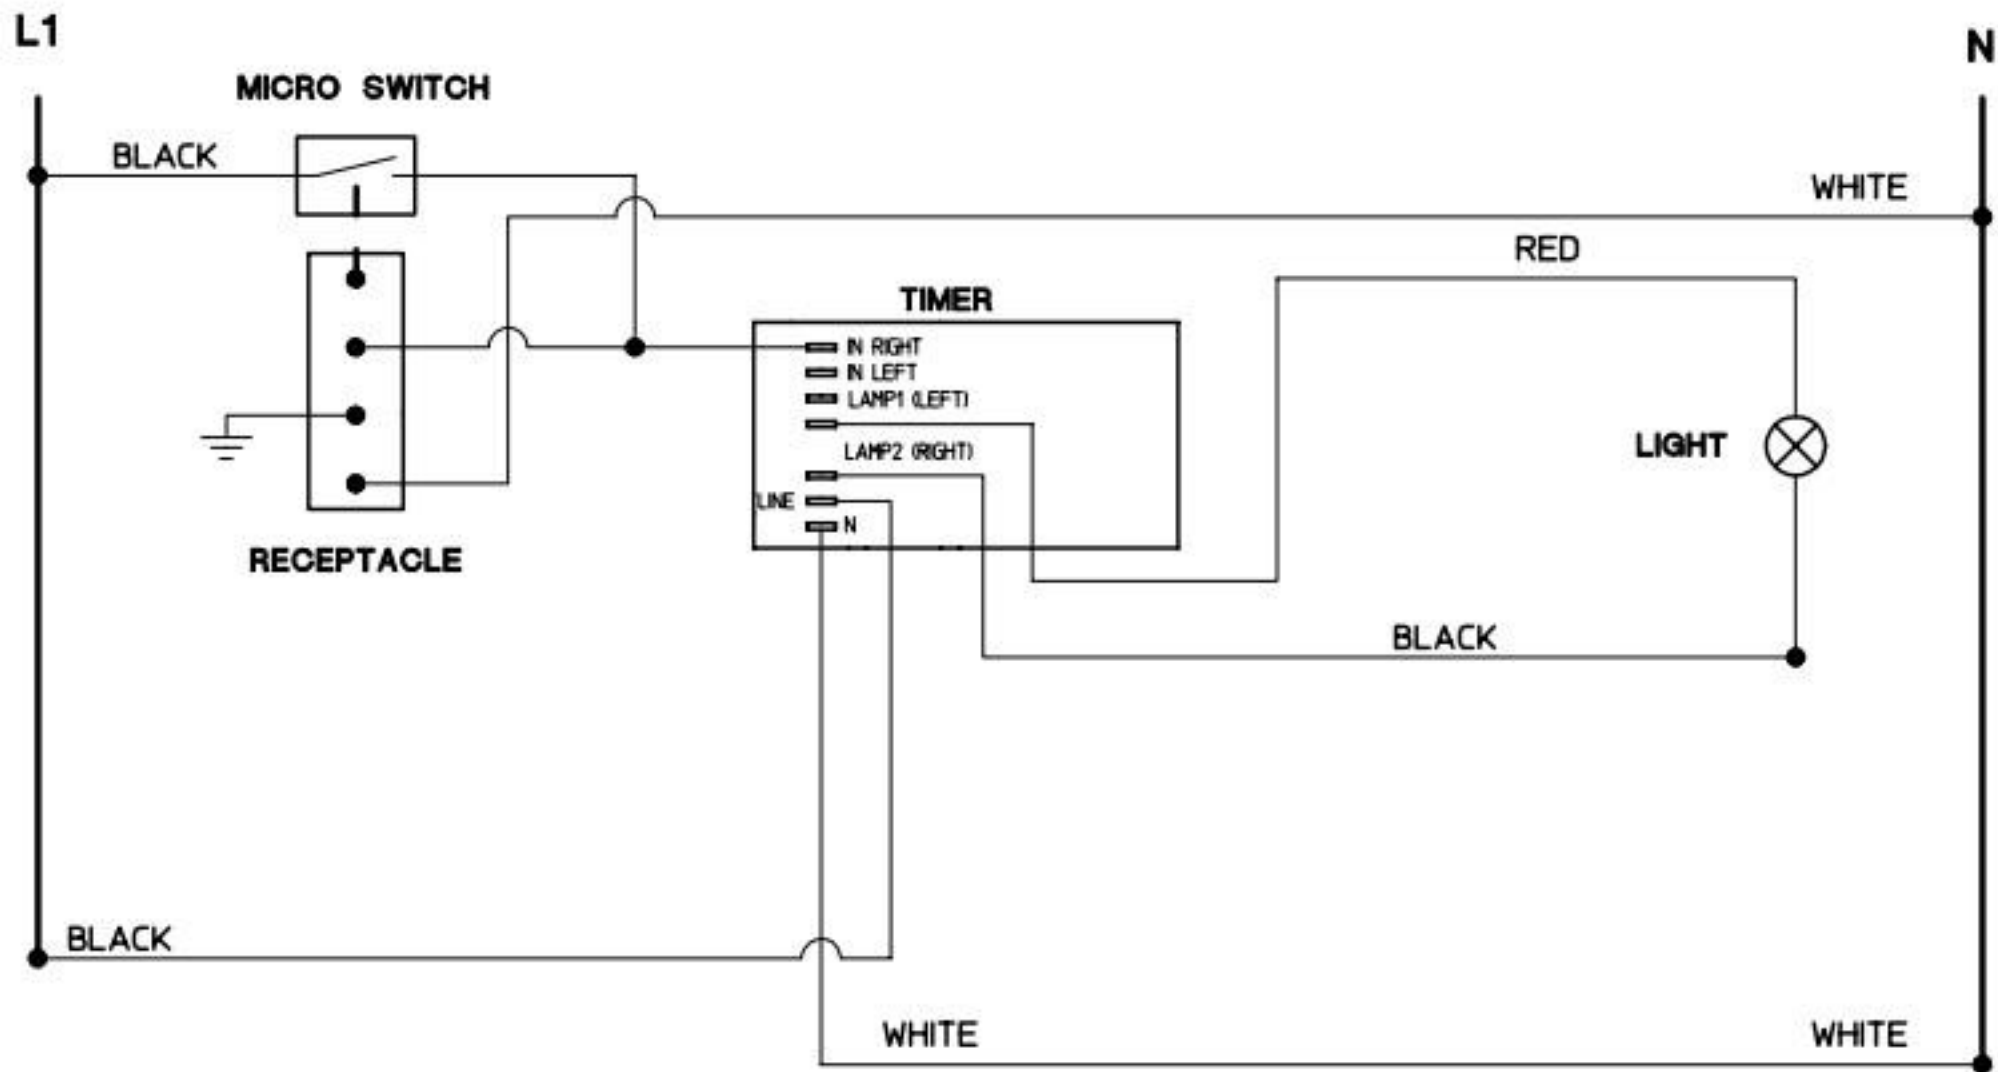 L1
N
MICRO SWITCH
BLACK
WHITE
RED
TIMER
IN RIGHT
IN LEFT
LAMP1 (LEFT)
LAMP2 (RIGHT)
LIGHT
LINE
N
RECEPTACLE
BLACK
BLACK
WHITE
WHITE